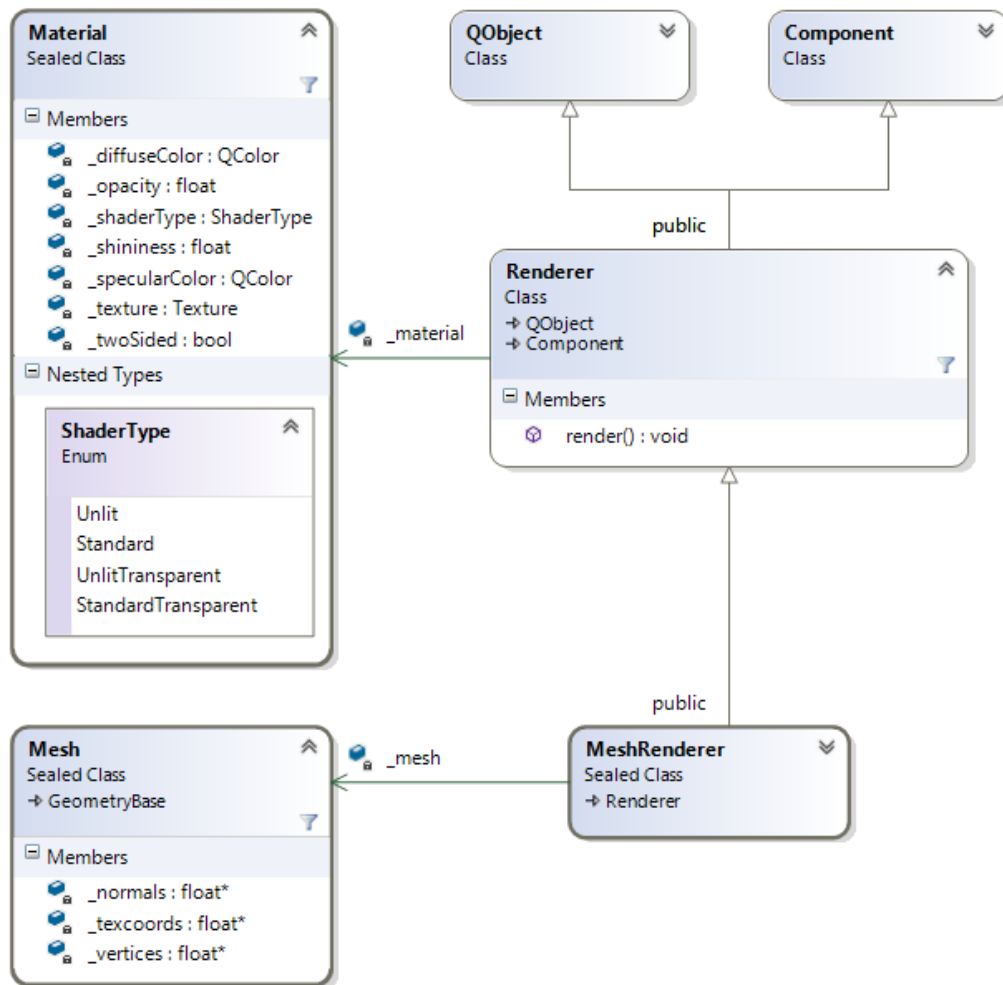 Material
Sealed Class
Members
_diffuseColor : QColor
_opacity : float
_shaderType : ShaderType
_shininess : float
_specularColor : QColor
_texture : Texture
_twoSided : bool
Nested Types
ShaderType
Enum
Unlit
Standard
UnlitTransparent
StandardTransparent
QObject
Class
Component
Class
public
Renderer
Class
QObject
Component
Members
render() : void
_material
public
Mesh
Sealed Class
GeometryBase
Members
_normals : float*
_texcoords : float*
_vertices : float*
_mesh
MeshRenderer
Sealed Class
Renderer